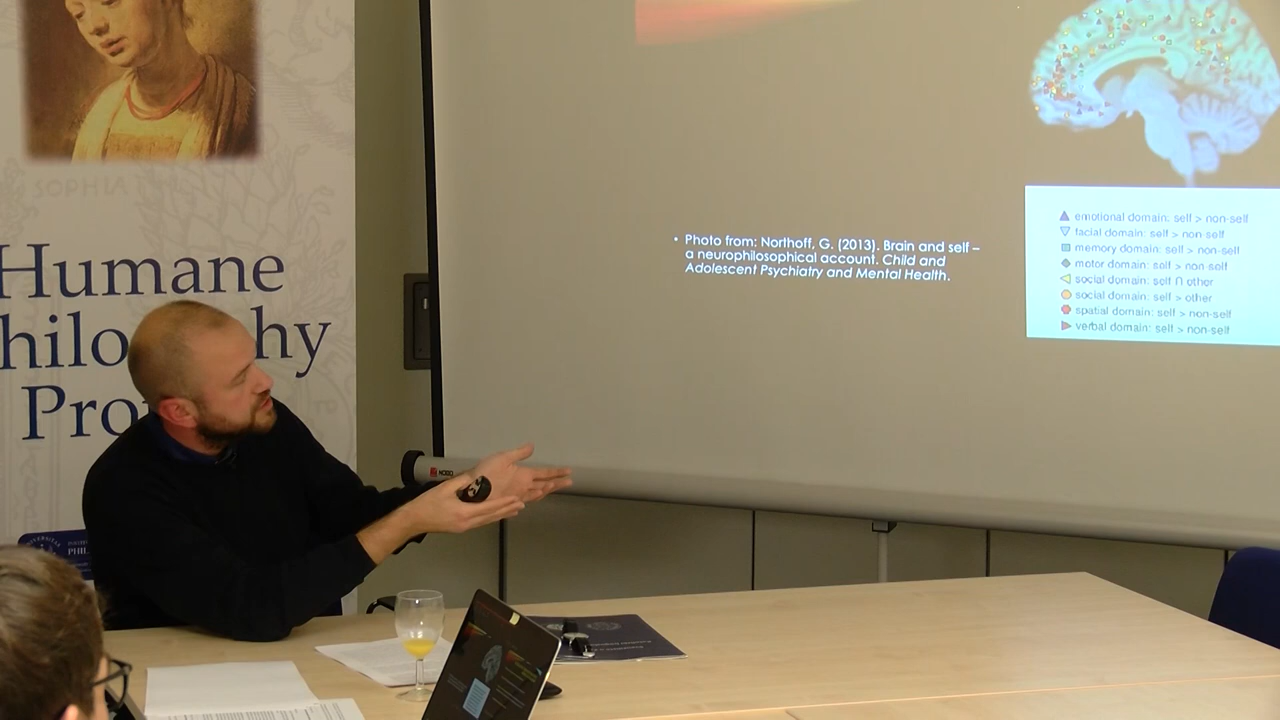 SOPHIA
Humane
hilo hy
Pro
• Photo from: Northoff, G. (2013). Brain and self –
a neurophilosophical account. Child and
Adolescent Psychiatry and Mental Health.
emotional domain: self > non-self
facial domain: self > non-self
memory domain: self > non-self
motor domain: self > non-self
social domain: self ∩ other
social domain: self > other
spatial domain: self > non-self
verbal domain: self > non-self
PHIL